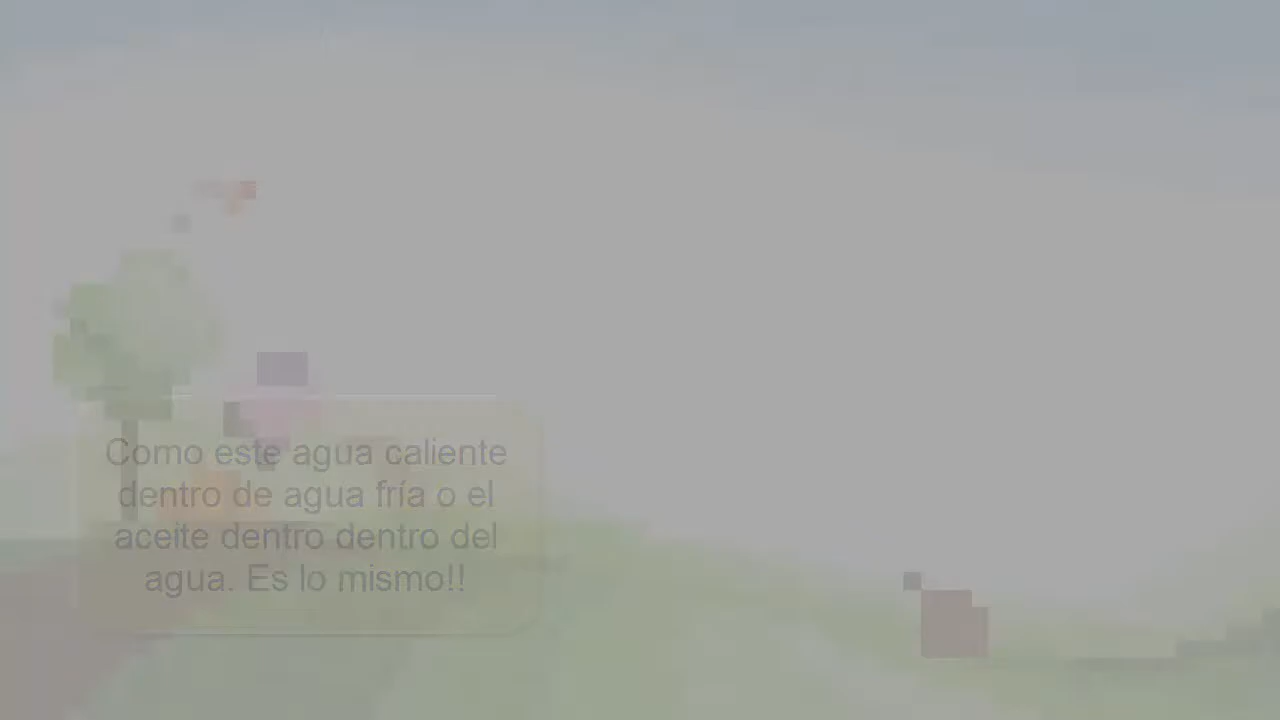 Como este agua caliente
dentro de agua fría o el
aceite dentro dentro del
agua. Es lo mismo!!